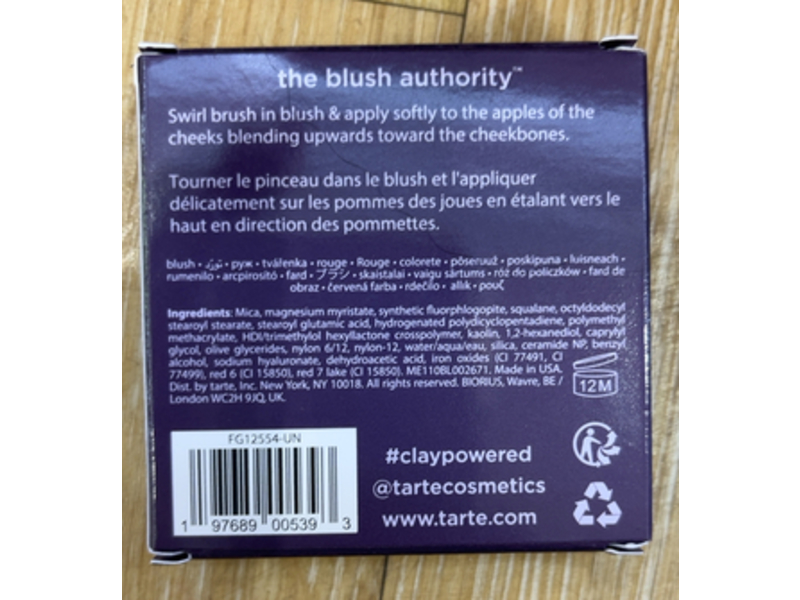 the blush authority™
Swirl brush in blush & apply softly to the apples of the
cheeks blending upwards toward the cheekbones.
Tourner le pinceau dans le blush et l'appliquer
délicatement sur les pommes des joues en étalant vers le
haut en direction des pommettes.
blush • • руж • tvářenka • rouge • Rouge • colorete • põsepuna • poskipuna • luisneach •
rumenilo • arcpirosító • fard • ブラシ • skaistalai • vaigu sārtums • róż do policzków • fard de
obraz • červená farba • rdečilo • allık • ρουζ
Ingredients: Mica, magnesium myristate, synthetic fluorphlogopite, squalane, octyldodecyl
stearoyl stearate, stearoyl glutamic acid, hydrogenated polydicyclopentadiene, polymethyl
methacrylate, HDI/trimethylol hexyllactone crosspolymer, kaolin, 1,2-hexanediol, caprylyl
glycol, olive glycerides, nylon 6/12, nylon-12, water/aqua/eau, silica, ceramide NP, benzyl
alcohol, sodium hyaluronate, dehydroacetic acid, iron oxides (CI 77491, CI
77499), red 6 (CI 15850), red 7 lake (CI 15850). ME110BL002671. Made in USA.
Dist. by tarte, Inc. New York, NY 10018. All rights reserved. BIORIUS, Wavre, BE /
London WC2H 9JQ, UK.
12M
FG12554-UN
1 97689 00539 3
#claypowered
@tartecosmetics
www.tarte.com